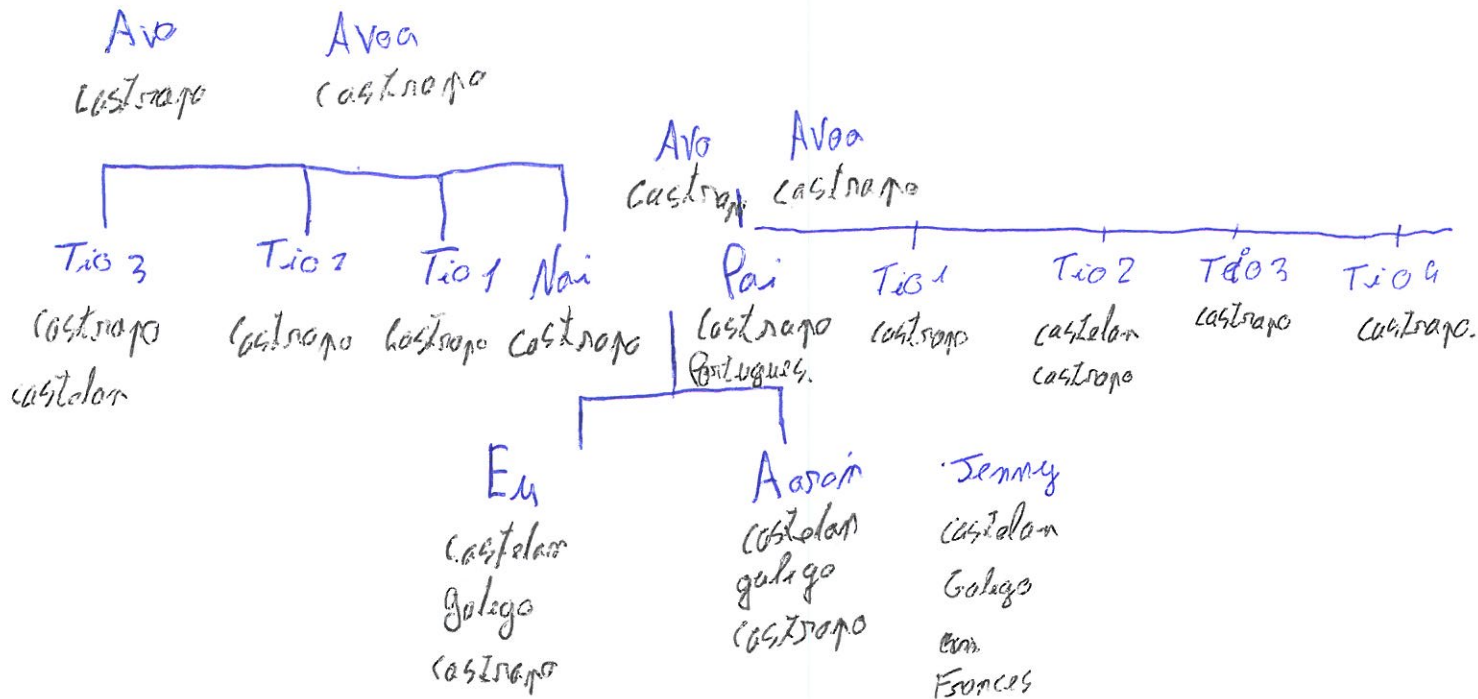 Avo Avoa
castrapo castrapo
Avo Avoa
castrapo castrapo
Tio 3 Tio 2 Tio 1 Nai Pai Tio 1 Tio 2 Tio 3 Tio 4
castrapo castrapo castrapo castrapo castrapo castrapo castelan castrapo castrapo.
castelan Portugues. castrapo
Eu Aarón Jenny
castelan castelan castelan
galego galego Galego
castrapo castrapo
Frances